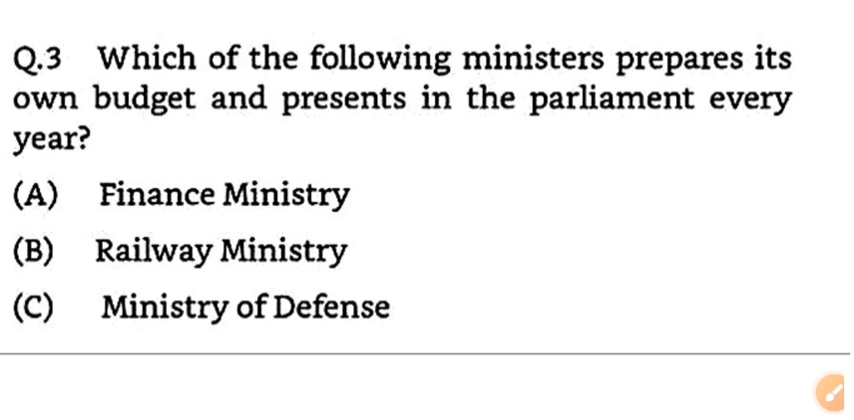 Q.3 Which of the following ministers prepares its
own budget and presents in the parliament every
year?
(A) Finance Ministry
(B) Railway Ministry
(C) Ministry of Defense